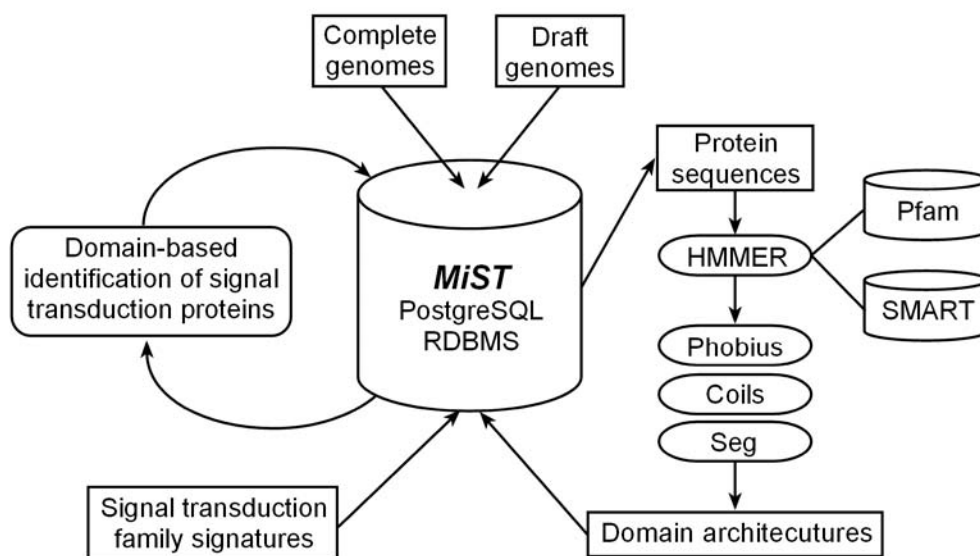 Complete
genomes
Draft
genomes
Protein
sequences
Pfam
HMMER
SMART
Domain-based
identification of signal
transduction proteins
MiST
PostgreSQL
RDBMS
Phobius
Coils
Seg
Signal transduction
family signatures
Domain architecutures